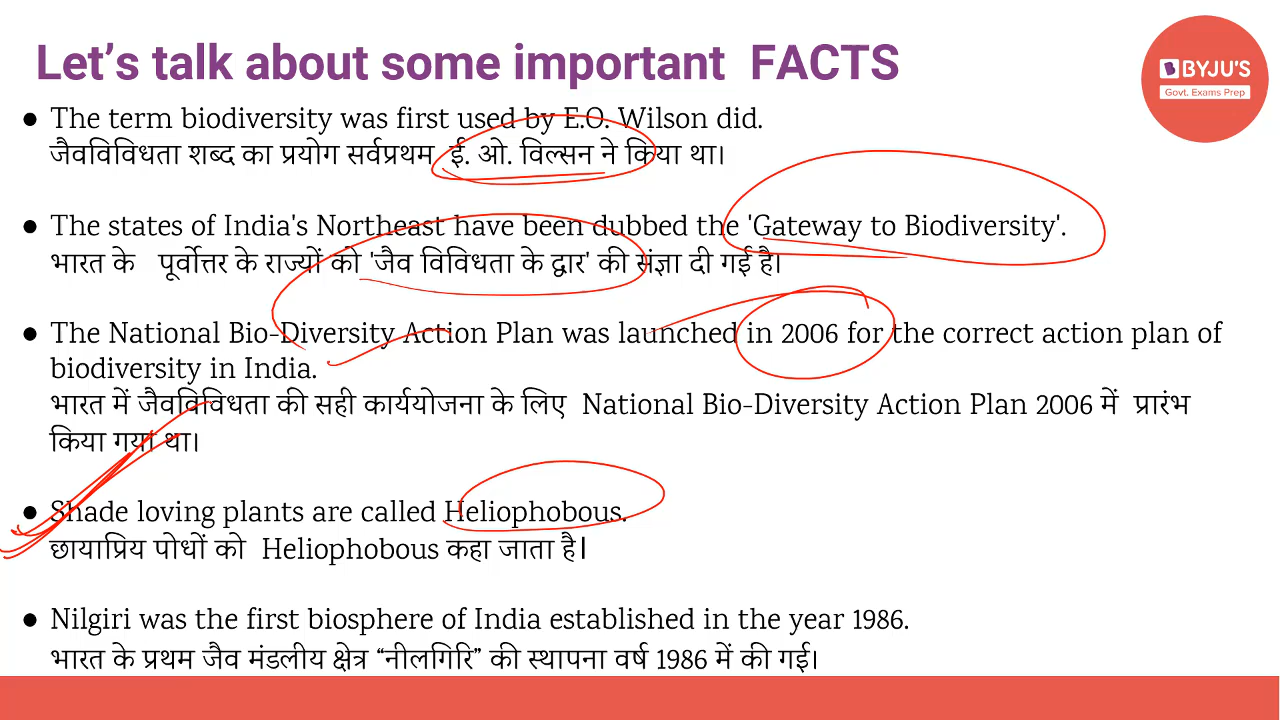 Let's talk about some important FACTS
BYJU'S
Govt. Exams Prep
● The term biodiversity was first used by E.O. Wilson did.
जैवविविधता शब्द का प्रयोग सर्वप्रथम ई. ओ. विल्सन ने किया था।
● The states of India's Northeast have been dubbed the 'Gateway to Biodiversity'.
भारत के पूर्वोत्तर के राज्यों को 'जैव विविधता के द्वार' की संज्ञा दी गई है।
● The National Bio-Diversity Action Plan was launched in 2006 for the correct action plan of
biodiversity in India.
भारत में जैवविविधता की सही कार्ययोजना के लिए National Bio-Diversity Action Plan 2006 में प्रारंभ
किया गया था।
● Shade loving plants are called Heliophobous.
छायाप्रिय पोधों को Heliophobous कहा जाता है।
● Nilgiri was the first biosphere of India established in the year 1986.
भारत के प्रथम जैव मंडलीय क्षेत्र “नीलगिरि” की स्थापना वर्ष 1986 में की गई।